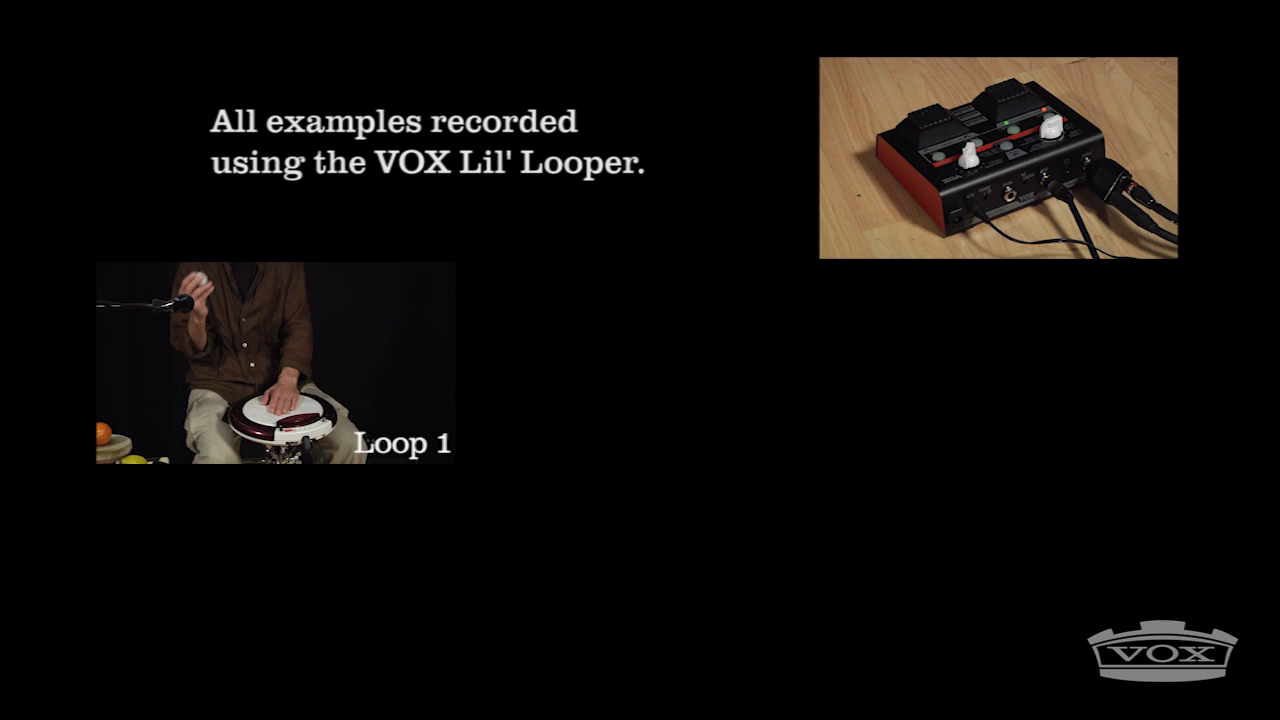 All examples recorded
using the VOX Lil' Looper.
Loop 1
VOX